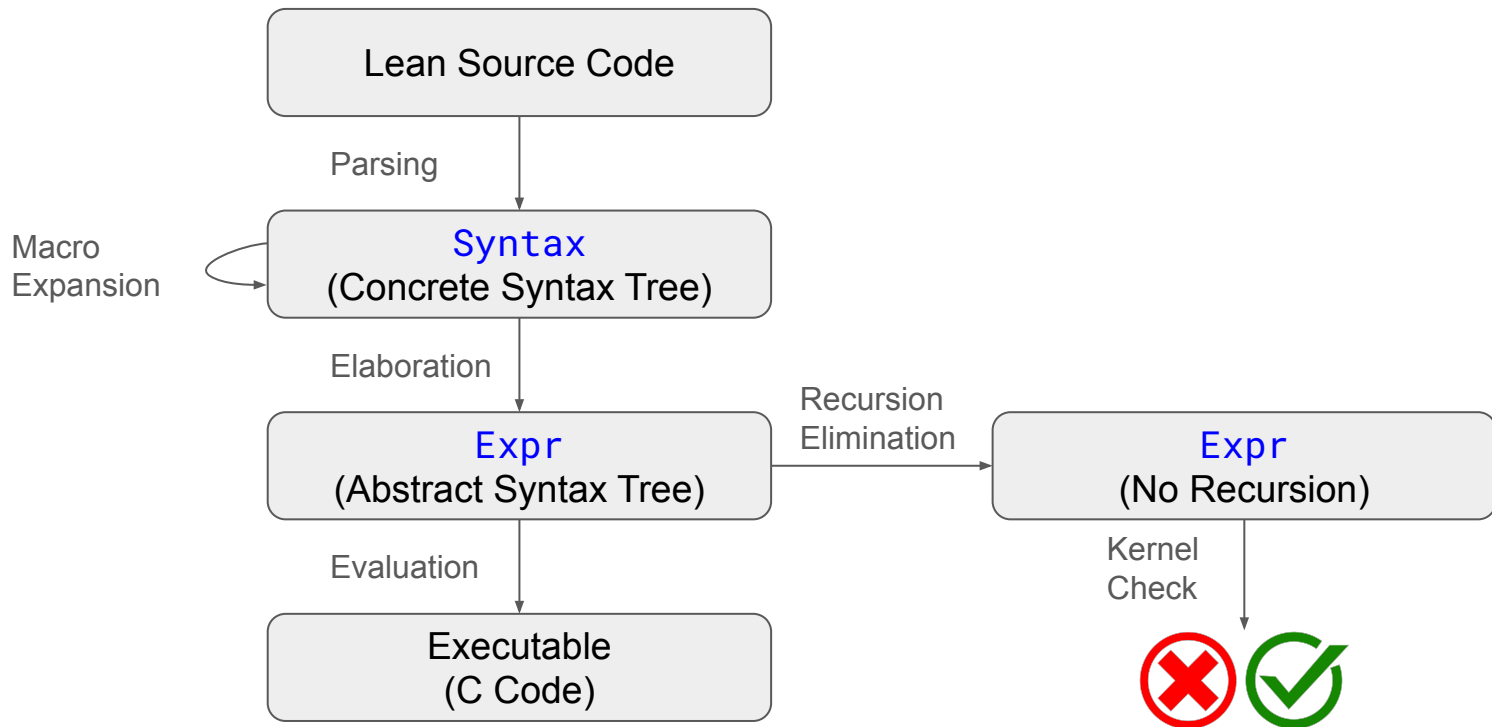 Lean Source Code
Parsing
Macro
Expansion
Syntax
(Concrete Syntax Tree)
Elaboration
Recursion
Elimination
Expr
(Abstract Syntax Tree)
Expr
(No Recursion)
Evaluation
Kernel
Check
Executable
(C Code)